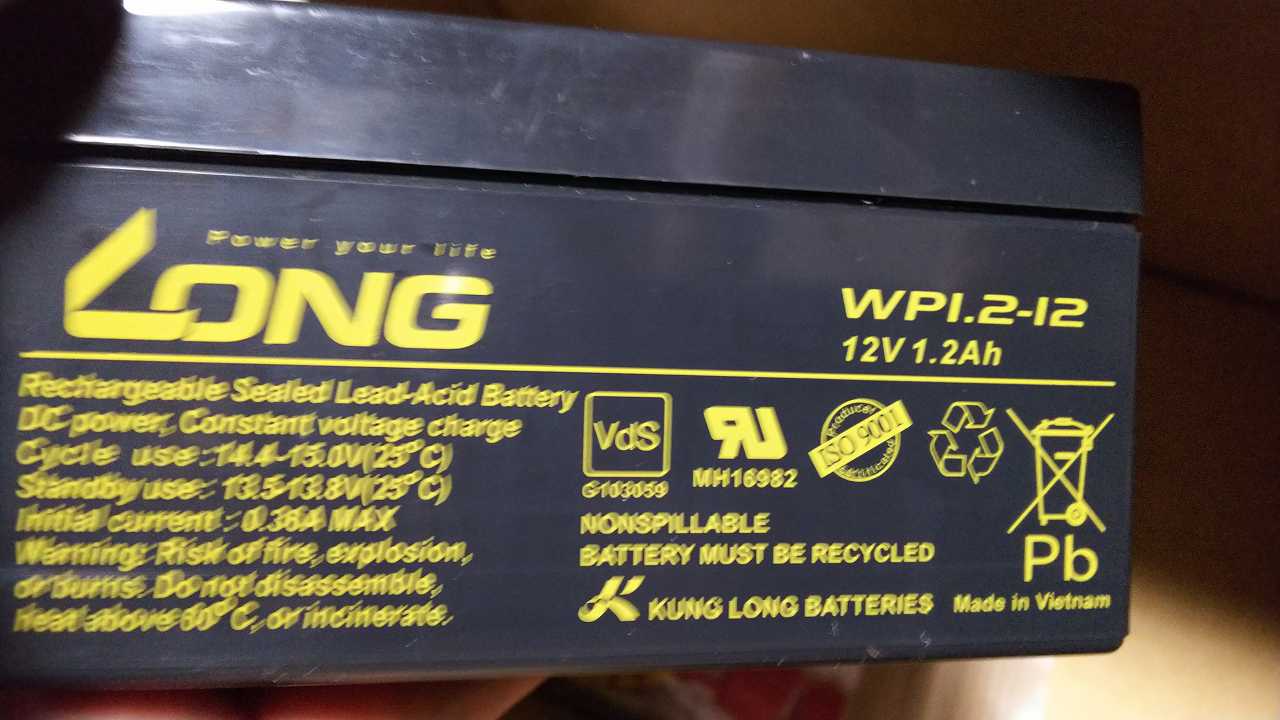 Power your life
LONG
WP1.2-12
12V 1.2Ah
Rechargeable Sealed Lead-Acid Battery
DC power, Constant voltage charge
Cycle use : 14.4-15.0V(25°C)
Standby use : 13.5-13.8V(25°C)
Initial current : 0.36A MAX
Warning: Risk of fire, explosion,
or burns. Do not disassemble,
heat above 60°C, or incinerate.
VdS
G103059
MH16982
Produced
ISO 9001
Certificated
NONSPILLABLE
BATTERY MUST BE RECYCLED
KUNG LONG BATTERIES
Pb
Made in Vietnam